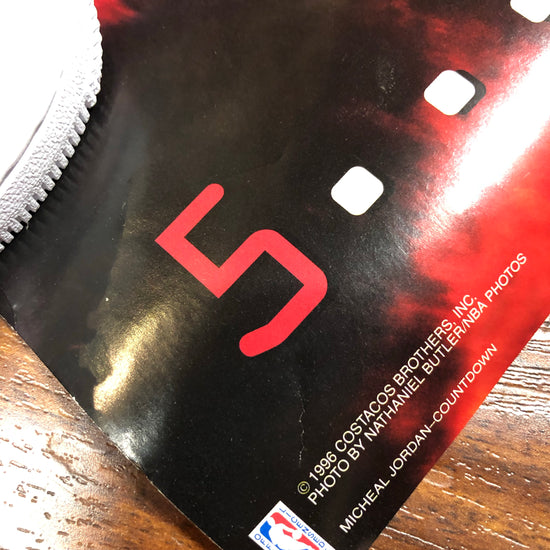 5
© 1996 COSTACOS BROTHERS, INC.
PHOTO BY NATHANIEL BUTLER/NBA PHOTOS
MICHEAL JORDAN–COUNTDOWN